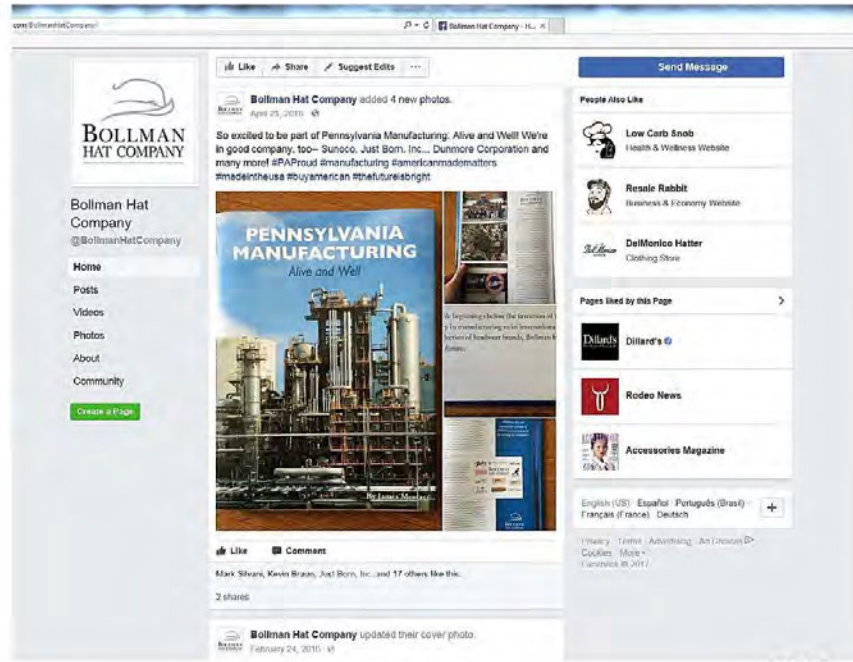 com/BollmanHatCompany/
Bollman Hat Company - H...
BOLLMAN
HAT COMPANY
Bollman Hat
Company
@BollmanHatCompany
Home
Posts
Videos
Photos
About
Community
Create a Page
Like Share Suggest Edits ...
Bollman Hat Company added 4 new photos.
April 21, 2016
So excited to be part of Pennsylvania Manufacturing: Alive and Well! We're
in good company, too-- Sunoco, Just Born, Inc... Dunmore Corporation and
many more! #PAProud #manufacturing #americanmadematters
#madeintheusa #buyamerican #thefutureisbright
PENNSYLVANIA
MANUFACTURING
Alive and Well
By James
Like Comment
Mark Silvani, Kevin Braun, Just Born, Inc. and 17 others like this.
2 shares
Bollman Hat Company updated their cover photo.
February 24, 2016
Send Message
People Also Like
Low Carb Snob
Health & Wellness Website
Resale Rabbit
Business & Economy Website
DelMonico Hatter
Clothing Store
Pages liked by this Page
Dillard's
Dillard's
Rodeo News
Accessories Magazine
English (US) Español Português (Brasil)
Français (France) Deutsch
Privacy Terms Advertising Ad Choices
Cookies More
Facebook © 2017